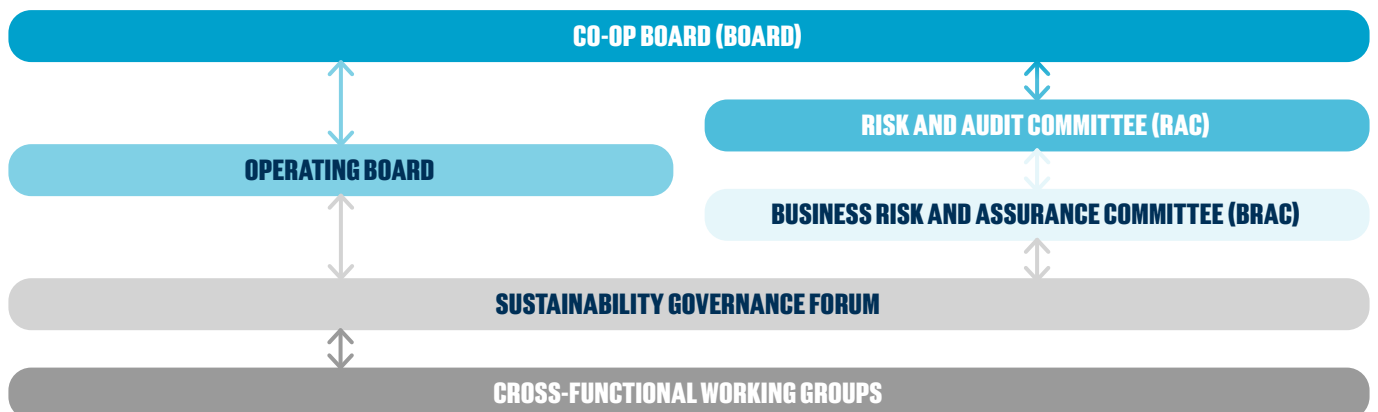 CO-OP BOARD (BOARD)
RISK AND AUDIT COMMITTEE (RAC)
OPERATING BOARD
BUSINESS RISK AND ASSURANCE COMMITTEE (BRAC)
SUSTAINABILITY GOVERNANCE FORUM
CROSS-FUNCTIONAL WORKING GROUPS